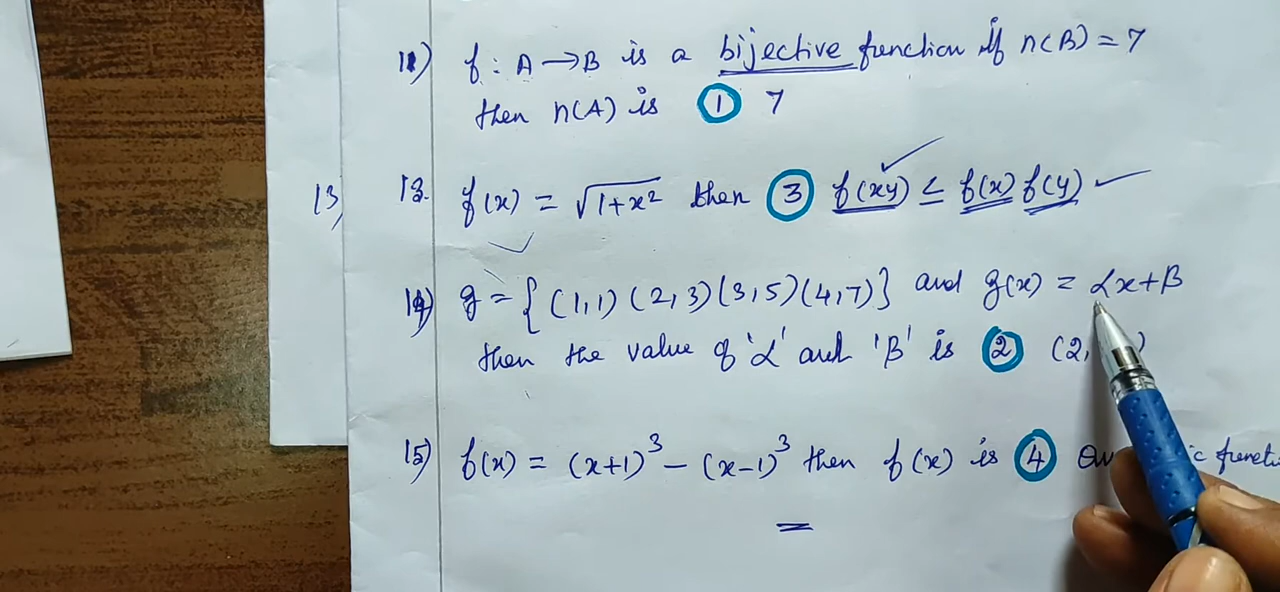 11) f : A → B is a bijective function if n(B) = 7
then n(A) is ① 7
13) 13. f(x) = √1+x² then ③ f(xy) ≤ f(x) f(y)
14) g = { (1,1) (2,3) (3,5) (4,7) } and g(x) = αx+β
then the value of 'α' and 'β' is ② (2, )
15) f(x) = (x+1)³ - (x-1)³ then f(x) is ④